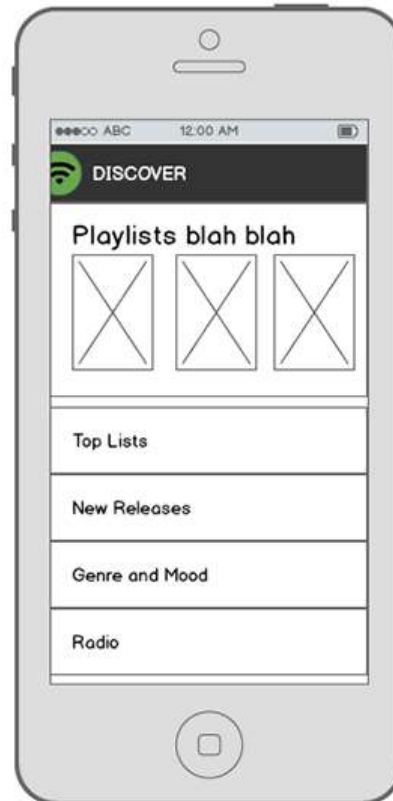 ABC 12:00 AM
DISCOVER
Playlists blah blah
Top Lists
New Releases
Genre and Mood
Radio